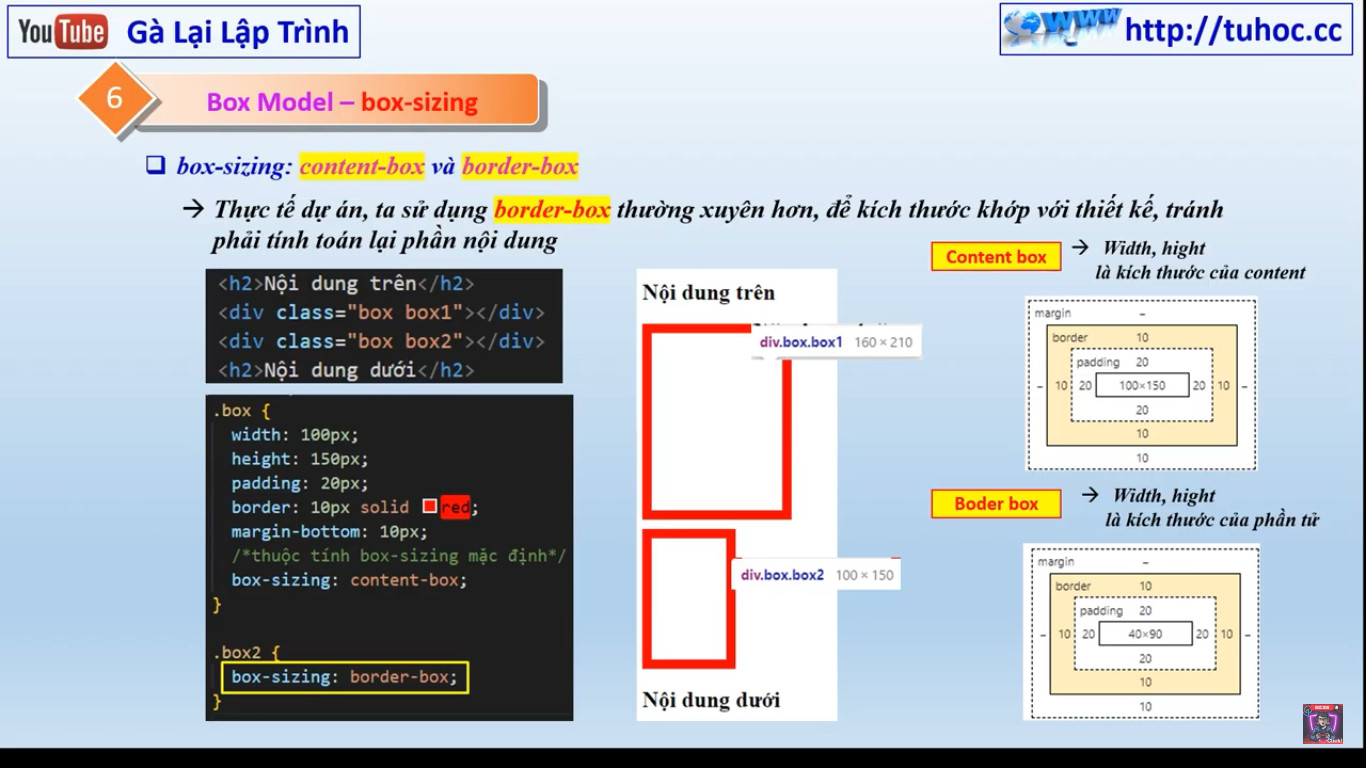 YouTube Gà Lại Lập Trình
http://tuhoc.cc
6 Box Model – box-sizing
box-sizing: content-box và border-box
→ Thực tế dự án, ta sử dụng border-box thường xuyên hơn, để kích thước khớp với thiết kế, tránh
phải tính toán lại phần nội dung
<h2>Nội dung trên</h2>
<div class="box box1"></div>
<div class="box box2"></div>
<h2>Nội dung dưới</h2>
.box {
width: 100px;
height: 150px;
padding: 20px;
border: 10px solid red;
margin-bottom: 10px;
/*thuộc tính box-sizing mặc định*/
box-sizing: content-box;
}
.box2 {
box-sizing: border-box;
}
Nội dung trên
div.box.box1 160 × 210
div.box.box2 100 × 150
Nội dung dưới
Content box → Width, hight
là kích thước của content
margin –
border 10
padding 20
– 10 20 100×150 20 10 –
20
10
10
Boder box → Width, hight
là kích thước của phần tử
margin –
border 10
padding 20
– 10 20 40×90 20 10 –
20
10
10